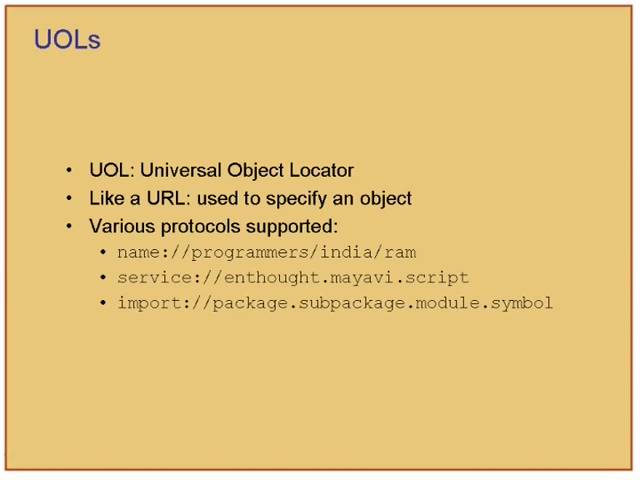 UOLs
• UOL: Universal Object Locator
• Like a URL: used to specify an object
• Various protocols supported:
• name://programmers/india/ram
• service://enthought.mayavi.script
• import://package.subpackage.module.symbol